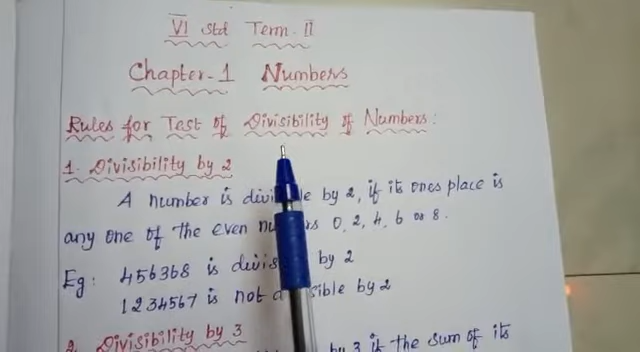 VI Std Term-II
Chapter-1 Numbers
Rules for Test of Divisibility of Numbers:
1. Divisibility by 2
A number is by 2, if its ones place is
any one of the even 0, 2, 4, 6 or 8.
Eg: 456368 is by 2
1234567 is not by 2
2. Divisibility by 3
by 3 if the sum of its